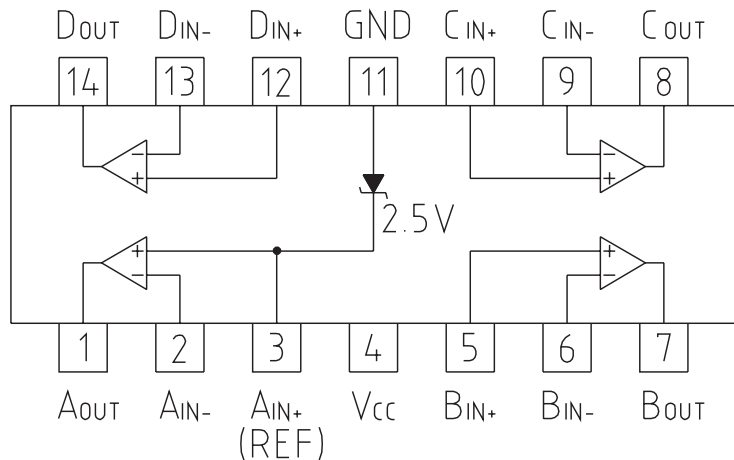 DOUT DIN- DIN+ GND CIN+ CIN- COUT
14 13 12 11 10 9 8
- - 
+ +
2.5V
+ +
- -
1 2 3 4 5 6 7
AOUT AIN- AIN+ VCC BIN+ BIN- BOUT
(REF)